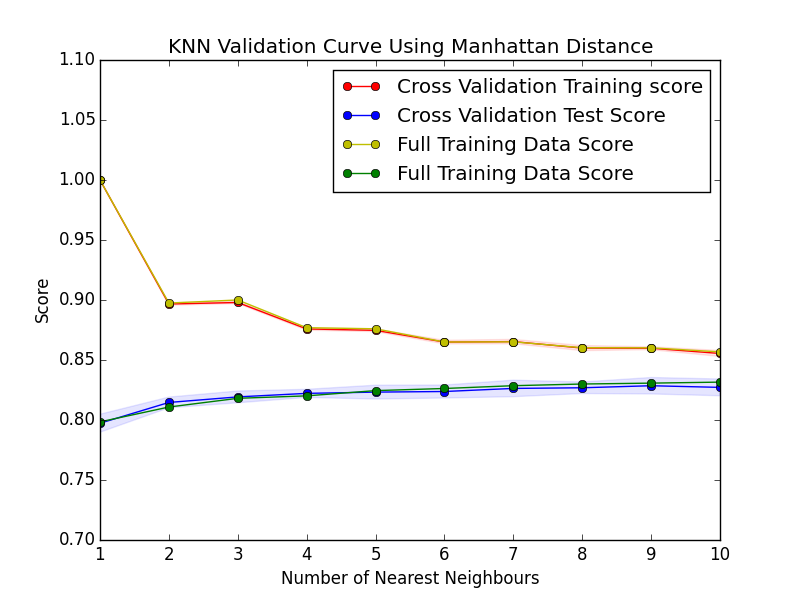 KNN Validation Curve Using Manhattan Distance
1.10
1.05
1.00
0.95
0.90
0.85
0.80
0.75
0.70
Score
Cross Validation Training score
Cross Validation Test Score
Full Training Data Score
Full Training Data Score
1 2 3 4 5 6 7 8 9 10
Number of Nearest Neighbours